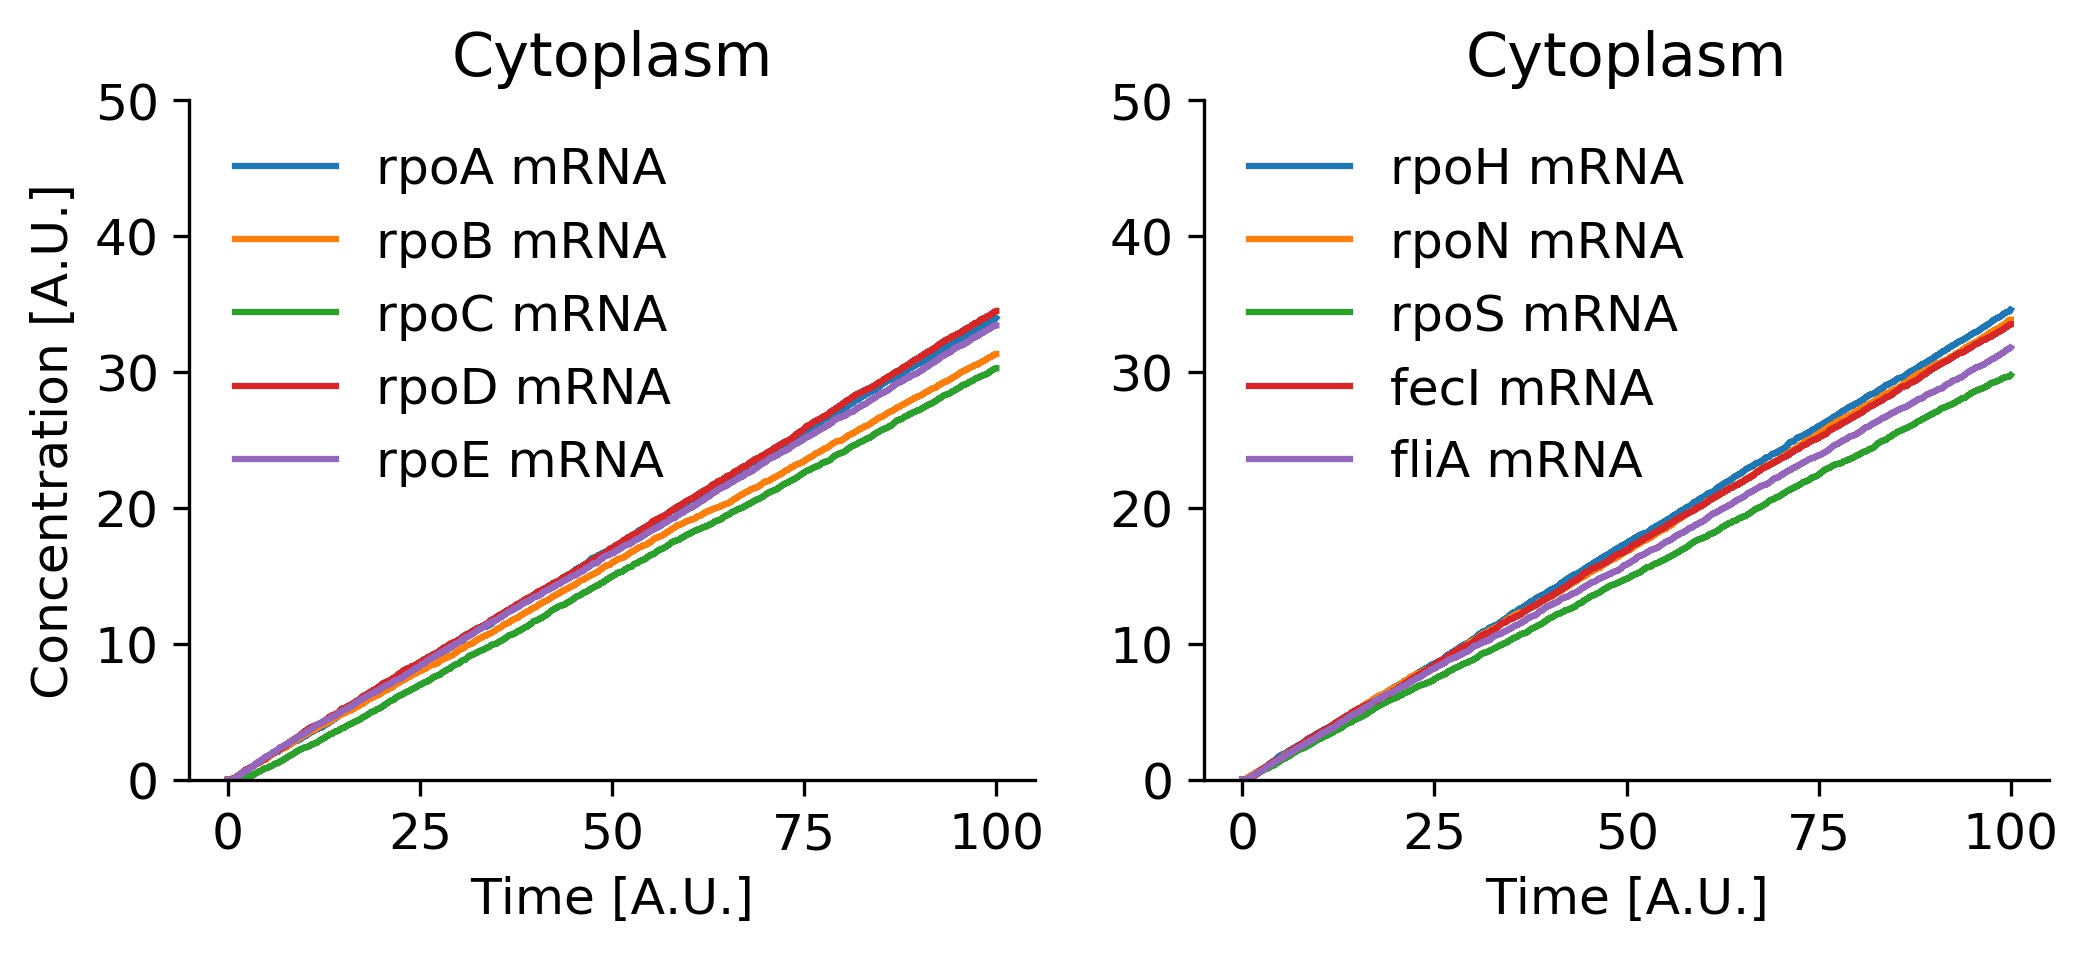 Cytoplasm
50
40
30
20
10
0
Concentration [A.U.]
rpoA mRNA
rpoB mRNA
rpoC mRNA
rpoD mRNA
rpoE mRNA
0 25 50 75 100
Time [A.U.]
Cytoplasm
50
40
30
20
10
0
rpoH mRNA
rpoN mRNA
rpoS mRNA
fecI mRNA
fliA mRNA
0 25 50 75 100
Time [A.U.]